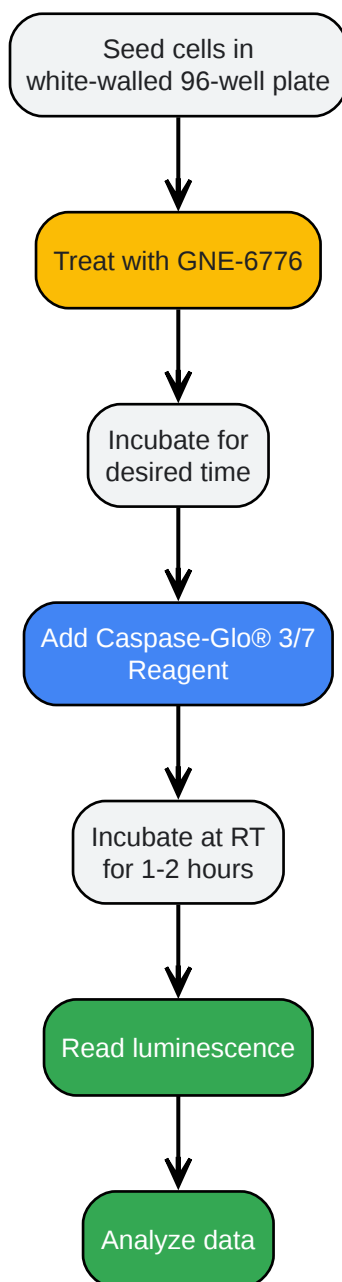 Seed cells in
white-walled 96-well plate
Treat with GNE-6776
Incubate for
desired time
Add Caspase-Glo® 3/7
Reagent
Incubate at RT
for 1-2 hours
Read luminescence
Analyze data